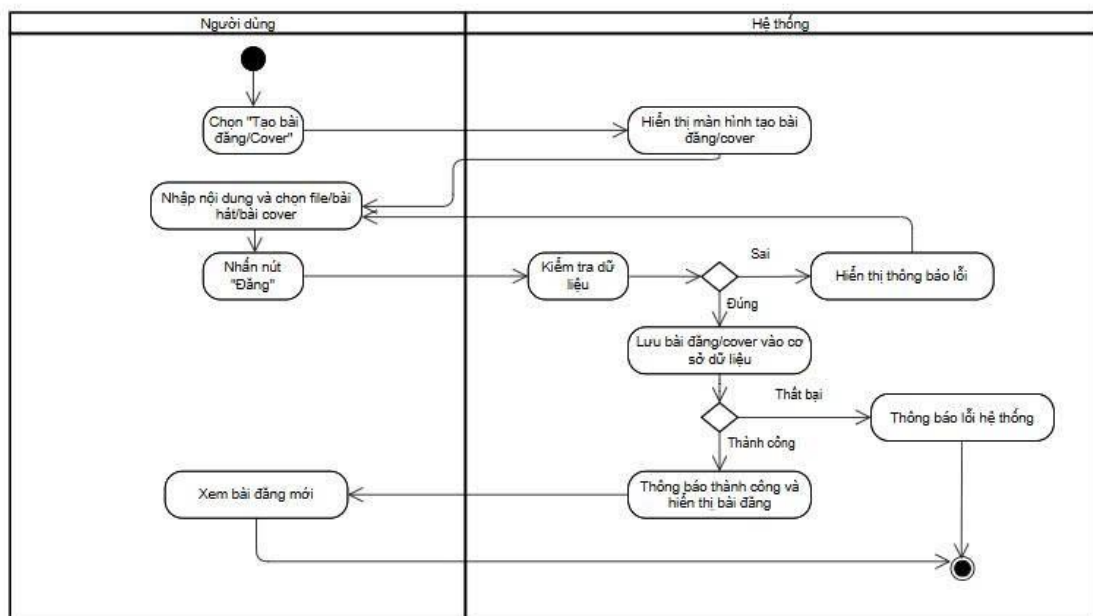 Người dùng
Hệ thống
Chọn "Tạo bài
đăng/Cover"
Hiển thị màn hình tạo bài
đăng/cover
Nhập nội dung và chọn file/bài
hát/bài cover
Nhấn nút
"Đăng"
Kiểm tra dữ
liệu
Sai
Hiển thị thông báo lỗi
Đúng
Lưu bài đăng/cover vào cơ
sở dữ liệu
Thất bại
Thông báo lỗi hệ thống
Thành công
Xem bài đăng mới
Thông báo thành công và
hiển thị bài đăng